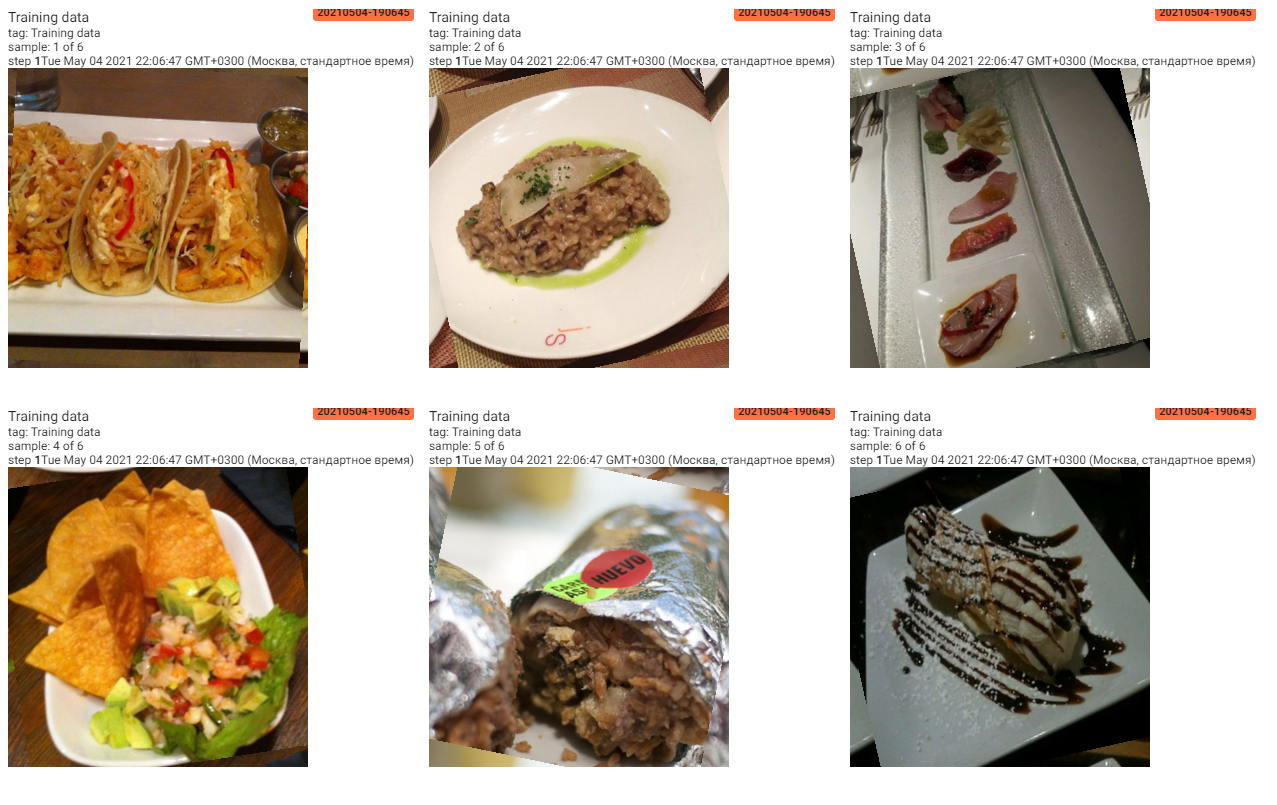 Training data
20210504-190645
tag: Training data
sample: 1 of 6
step 1Tue May 04 2021 22:06:47 GMT+0300 (Москва, стандартное время)
Training data
20210504-190645
tag: Training data
sample: 2 of 6
step 1Tue May 04 2021 22:06:47 GMT+0300 (Москва, стандартное время)
js
Training data
20210504-190645
tag: Training data
sample: 3 of 6
step 1Tue May 04 2021 22:06:47 GMT+0300 (Москва, стандартное время)
Training data
20210504-190645
tag: Training data
sample: 4 of 6
step 1Tue May 04 2021 22:06:47 GMT+0300 (Москва, стандартное время)
Training data
20210504-190645
tag: Training data
sample: 5 of 6
step 1Tue May 04 2021 22:06:47 GMT+0300 (Москва, стандартное время)
HUEVO
Training data
20210504-190645
tag: Training data
sample: 6 of 6
step 1Tue May 04 2021 22:06:47 GMT+0300 (Москва, стандартное время)